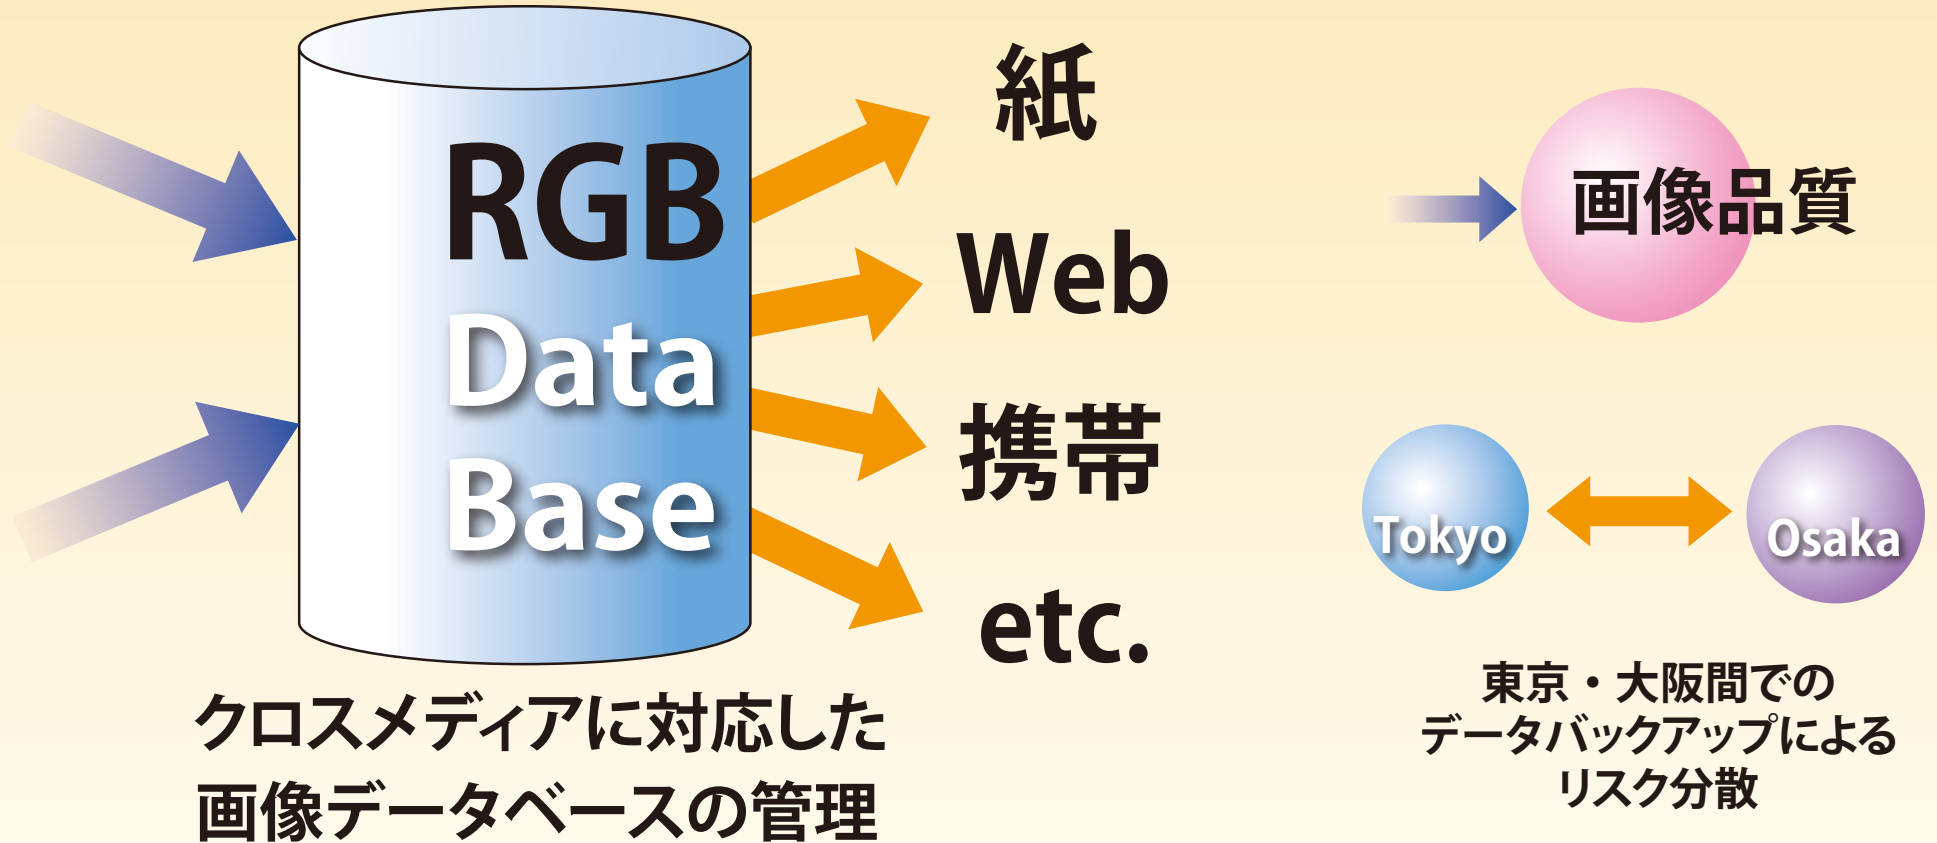 RGB
Data
Base
紙
Web
携帯
etc.
クロスメディアに対応した
画像データベースの管理
画像品質
Tokyo
Osaka
東京・大阪間での
データバックアップによる
リスク分散